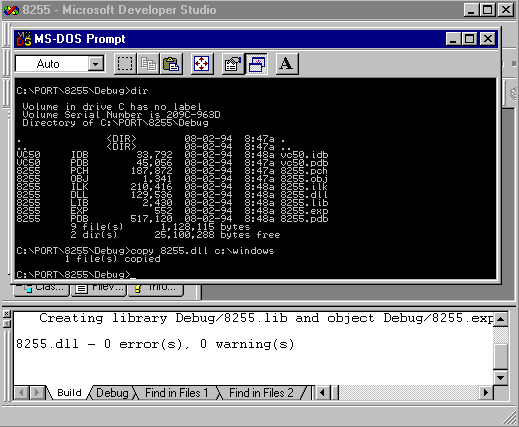 8255 - Microsoft Developer Studio
MS-DOS Prompt
Auto
A
C:\PORT\8255\Debug>dir
Volume in drive C has no label
Volume Serial Number is 209C-963D
Directory of C:\PORT\8255\Debug
. <DIR> 08-02-94 8:47a .
.. <DIR> 08-02-94 8:47a ..
VC50 IDB 33,792 08-02-94 8:48a vc50.idb
VC50 PDB 45,056 08-02-94 8:48a vc50.pdb
8255 PCH 187,872 08-02-94 8:47a 8255.pch
8255 OBJ 1,341 08-02-94 8:47a 8255.obj
8255 ILK 210,416 08-02-94 8:48a 8255.ilk
8255 DLL 129,536 08-02-94 8:48a 8255.dll
8255 LIB 2,430 08-02-94 8:48a 8255.lib
8255 EXP 552 08-02-94 8:48a 8255.exp
8255 PDB 517,120 08-02-94 8:48a 8255.pdb
9 file(s) 1,128,115 bytes
2 dir(s) 25,100,288 bytes free
C:\PORT\8255\Debug>copy 8255.dll c:\windows
1 file(s) copied
C:\PORT\8255\Debug>_
Clas... FileV... Info...
Creating library Debug/8255.lib and object Debug/8255.exp
8255.dll - 0 error(s), 0 warning(s)
Build Debug Find in Files 1 Find in Files 2